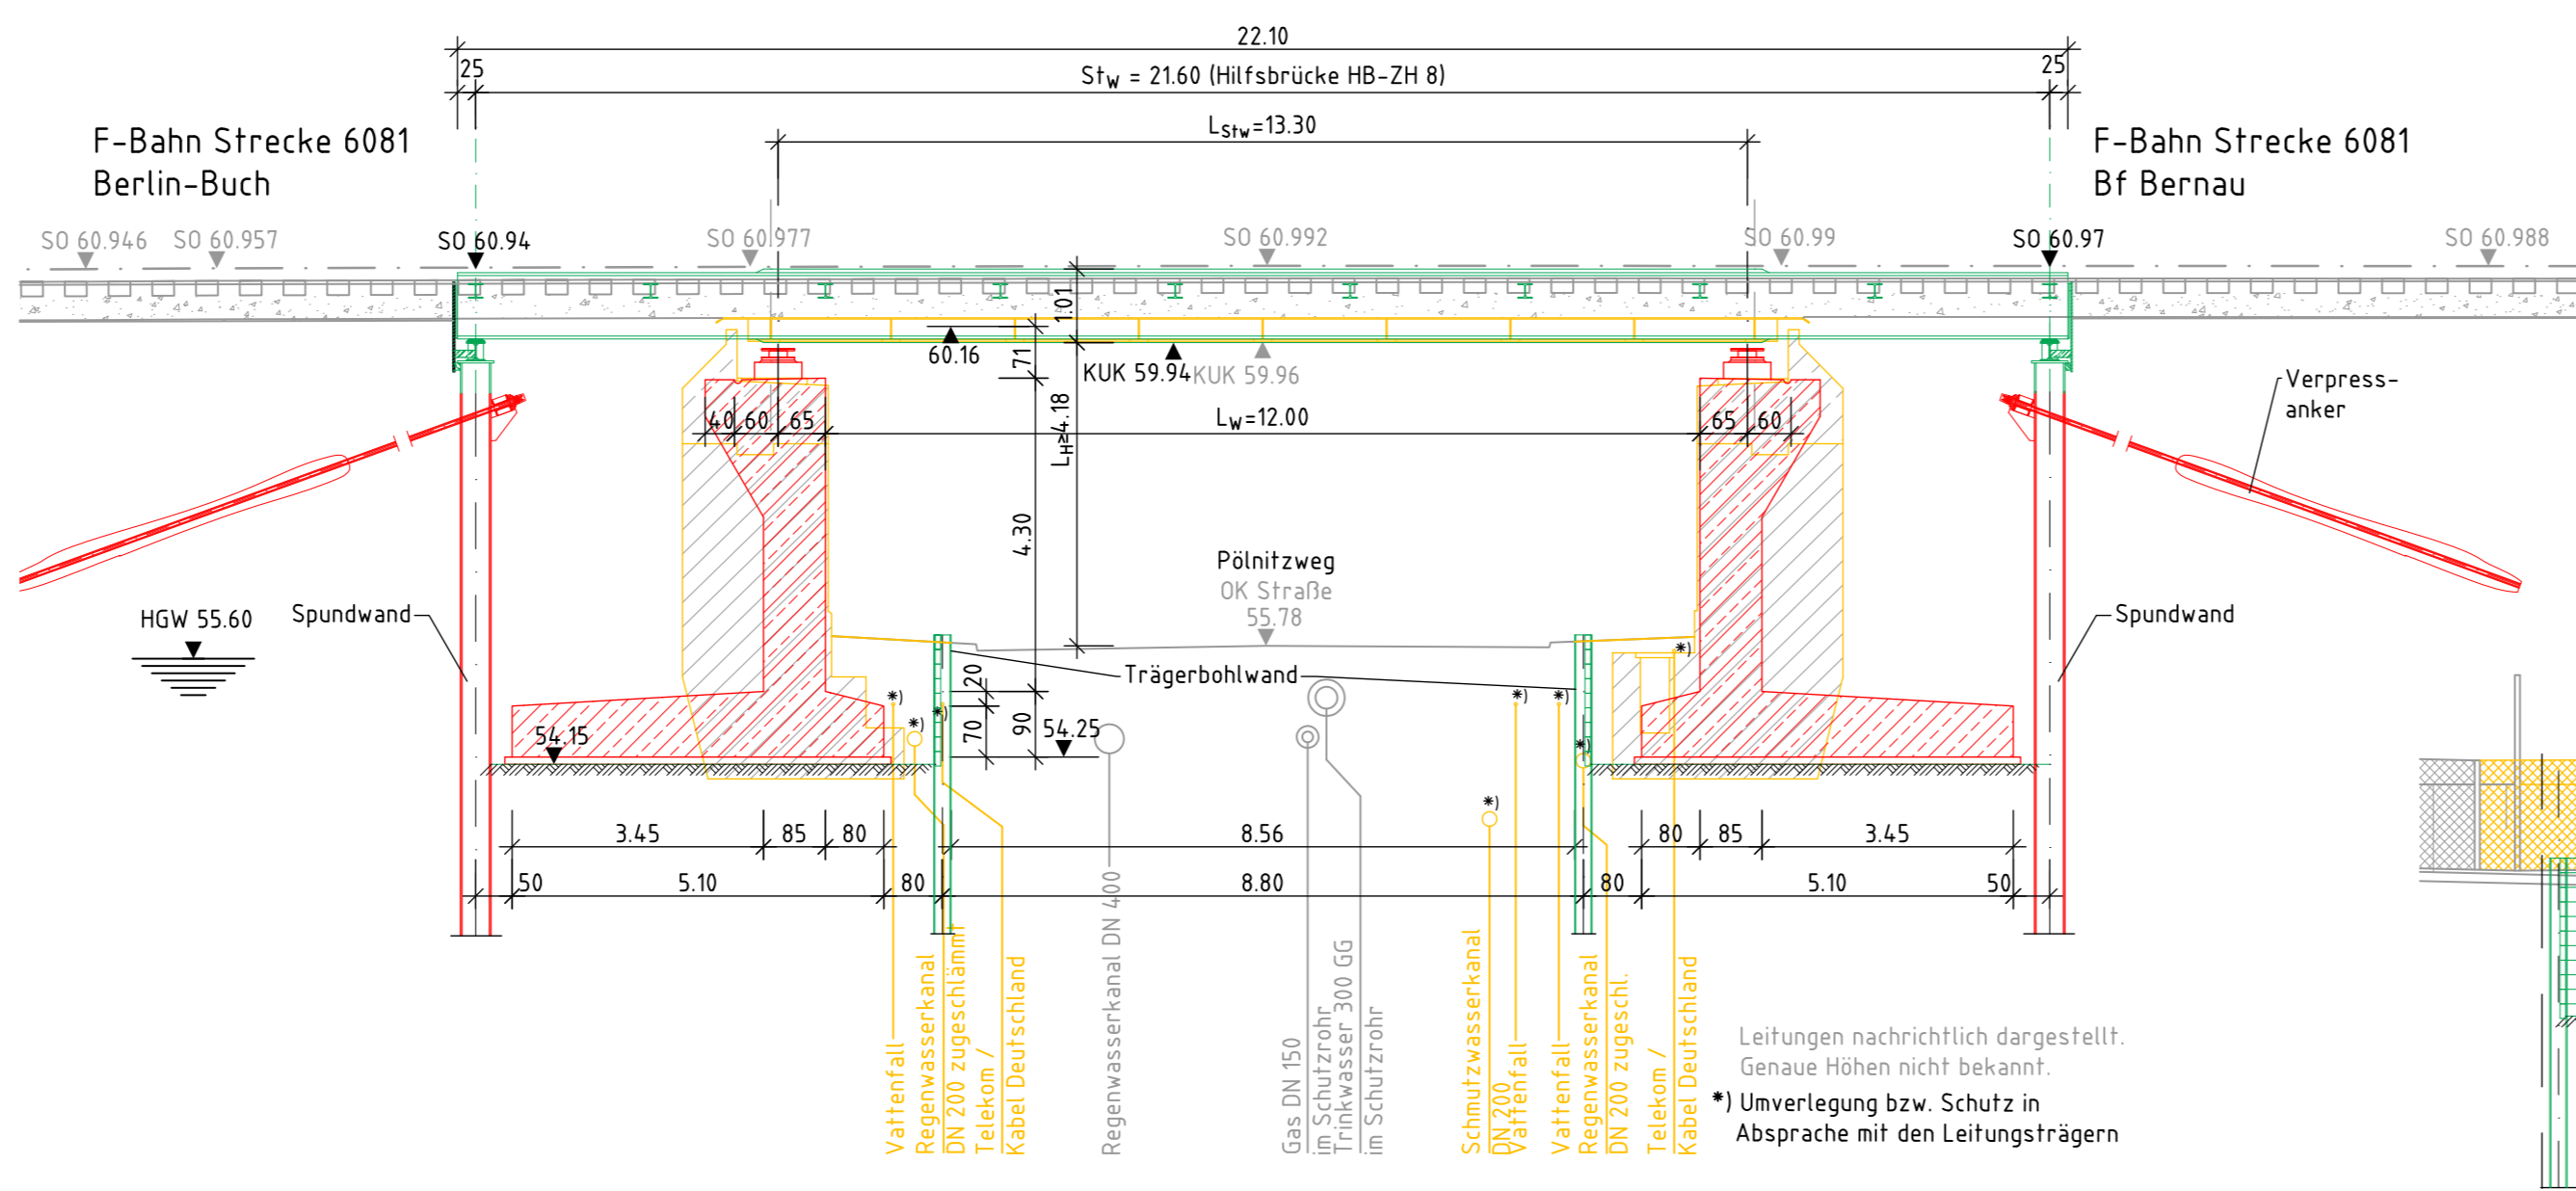 22.10
25
Stw = 21.60 (Hilfsbrücke HB-ZH 8)
25
LStw=13.30
F-Bahn Strecke 6081
Berlin-Buch
F-Bahn Strecke 6081
Bf Bernau
SO 60.946
SO 60.957
SO 60.94
SO 60.977
SO 60.992
SO 60.99
SO 60.97
SO 60.988
1.01
60.16
71
KUK 59.94
KUK 59.96
Verpress-
anker
40
60
65
LH≥4.18
Lw=12.00
65
60
4.30
Pölnitzweg
OK Straße
55.78
HGW 55.60
Spundwand
Spundwand
Trägerbohlwand
*)
*)
*)
*)
*)
*)
*)
*)
20
70
90
54.15
54.25
3.45
85
80
8.56
80
85
3.45
50
5.10
80
8.80
80
5.10
50
Vattenfall
Regenwasserkanal
DN 200 zugeschlämmt
Telekom /
Kabel Deutschland
Regenwasserkanal DN 400
Gas DN 150
im Schutzrohr
Trinkwasser 300 GG
im Schutzrohr
Schmutzwasserkanal
DN 200
Vattenfall
Vattenfall
Regenwasserkanal
DN 200 zugeschl.
Telekom /
Kabel Deutschland
Leitungen nachrichtlich dargestellt.
Genaue Höhen nicht bekannt.
*) Umverlegung bzw. Schutz in
Absprache mit den Leitungsträgern